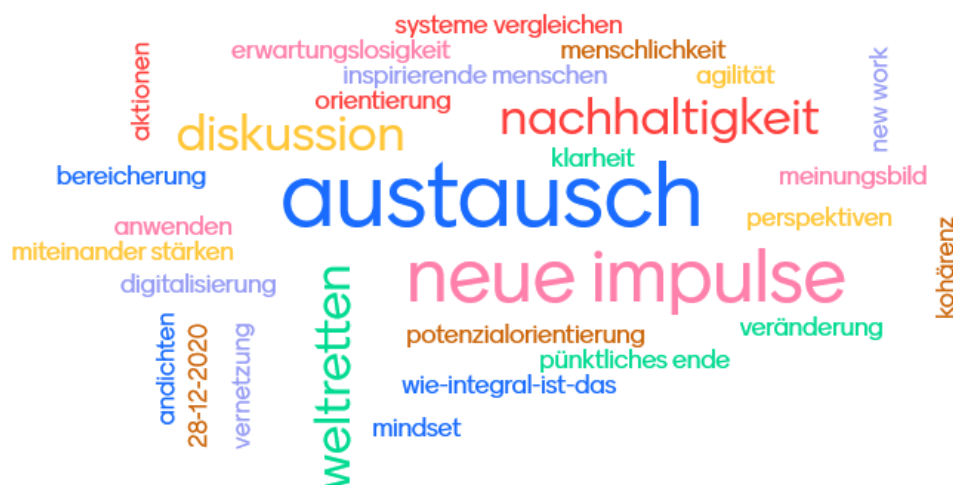 systeme vergleichen
erwartungslosigkeit
menschlichkeit
inspirierende menschen
agilität
aktionen
new work
orientierung
nachhaltigkeit
diskussion
klarheit
bereicherung
austausch
meinungsbild
anwenden
perspektiven
miteinander stärken
kohärenz
neue impulse
digitalisierung
weltretten
andichten
28-12-2020
vernetzung
potenzialorientierung
veränderung
pünktliches ende
wie-integral-ist-das
mindset